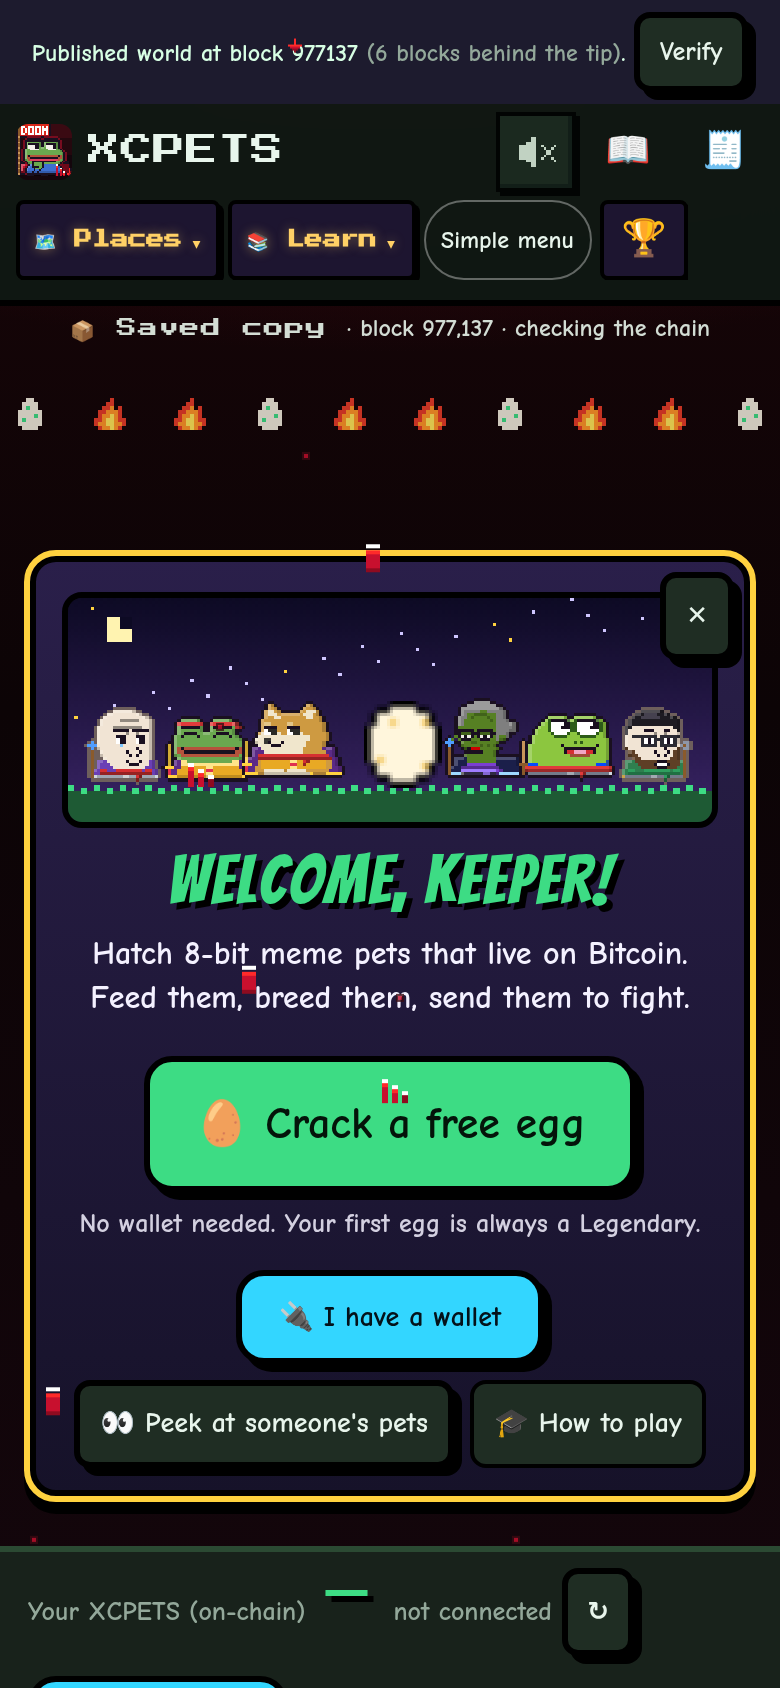 Published world at block 977137 (6 blocks behind the tip).
Verify
DOOM
XCPETS
Places ▾
Learn ▾
Simple menu
Saved copy · block 977,137 · checking the chain
×
WELCOME, KEEPER!
Hatch 8-bit meme pets that live on Bitcoin.
Feed them, breed them, send them to fight.
Crack a free egg
No wallet needed. Your first egg is always a Legendary.
I have a wallet
Peek at someone's pets
How to play
Your XCPETS (on-chain) — not connected ↻